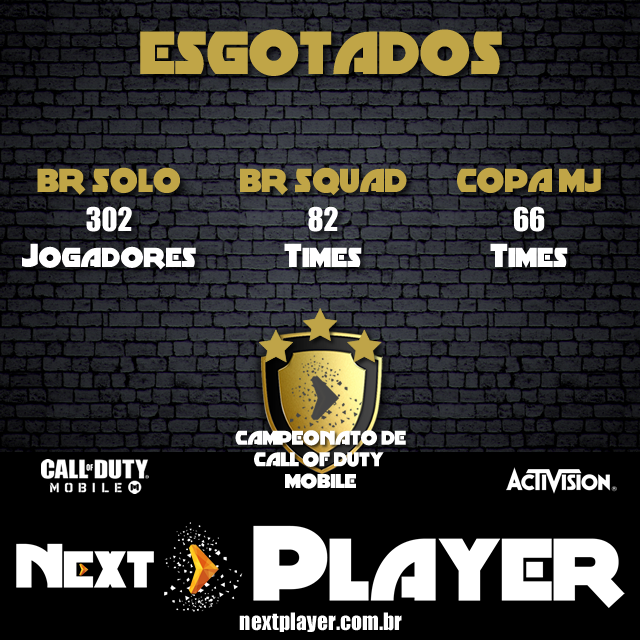 ESGOTADOS
BR SOLO
302
JOGADORES
BR SQUAD
82
TIMES
COPA MJ
66
TIMES
CAMPEONATO DE
CALL OF DUTY
MOBILE
CALL OF DUTY®
MOBILE M
ACTIVISION®
NEXT PLAYER
nextplayer.com.br